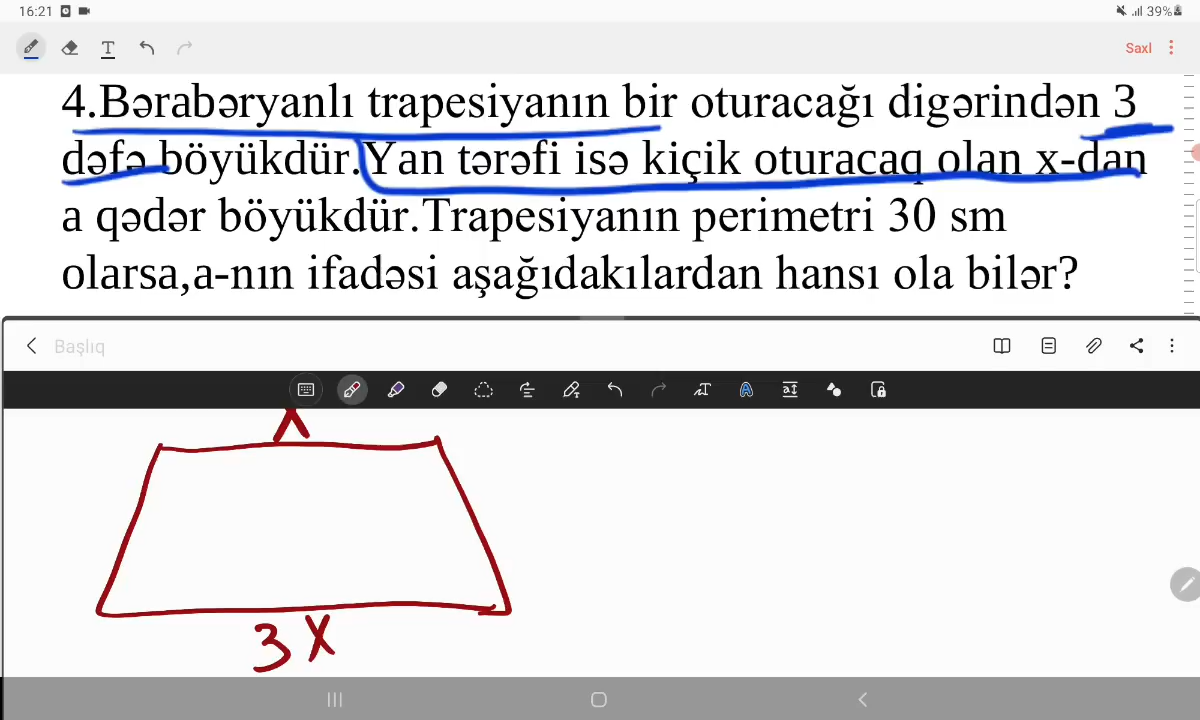 16:21
39%
T
Saxl
4.Bərabəryanlı trapesiyanın bir oturacağı digərindən 3
dəfə böyükdür.Yan tərəfi isə kiçik oturacaq olan x-dan
a qədər böyükdür.Trapesiyanın perimetri 30 sm
olarsa,a-nın ifadəsi aşağıdakılardan hansı ola bilər?
Başlıq
3x